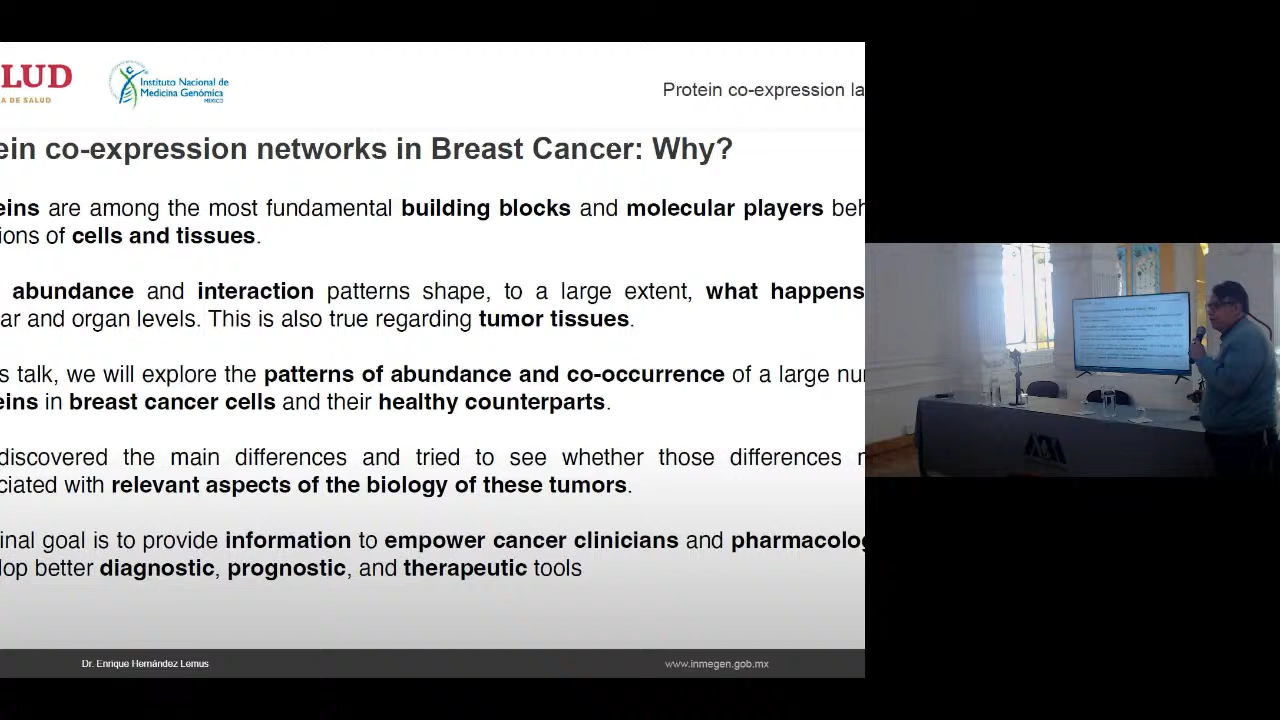 LUD
A DE SALUD
Instituto Nacional de
Medicina Genómica
MÉXICO
Protein co-expression la
ein co-expression networks in Breast Cancer: Why?
eins are among the most fundamental building blocks and molecular players beh
ions of cells and tissues.
abundance and interaction patterns shape, to a large extent, what happens
ar and organ levels. This is also true regarding tumor tissues.
s talk, we will explore the patterns of abundance and co-occurrence of a large nu
eins in breast cancer cells and their healthy counterparts.
discovered the main differences and tried to see whether those differences
ciated with relevant aspects of the biology of these tumors.
inal goal is to provide information to empower cancer clinicians and pharmacolog
lop better diagnostic, prognostic, and therapeutic tools
Dr. Enrique Hernández Lemus
www.inmegen.gob.mx